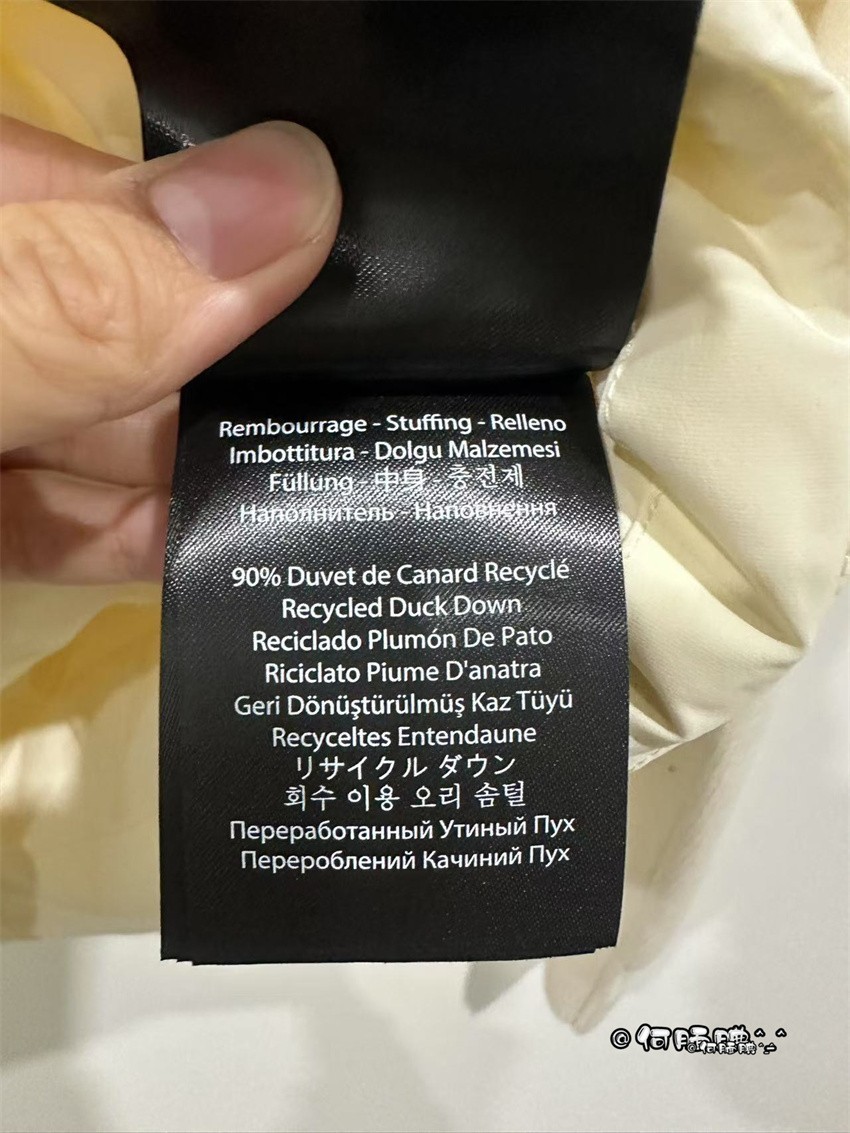 Rembourrage - Stuffing - Relleno
Imbottitura - Dolgu Malzemesi
Füllung - 中身 - 충전제
Наполнитель - Наповнення
90% Duvet de Canard Recyclé
Recycled Duck Down
Reciclado Plumón De Pato
Riciclato Piume D'anatra
Geri Dönüştürülmüş Kaz Tüyü
Recyceltes Entendaune
リサイクル ダウン
회수 이용 오리 솜털
Переработанный Утиный Пух
Перероблений Качиний Пух